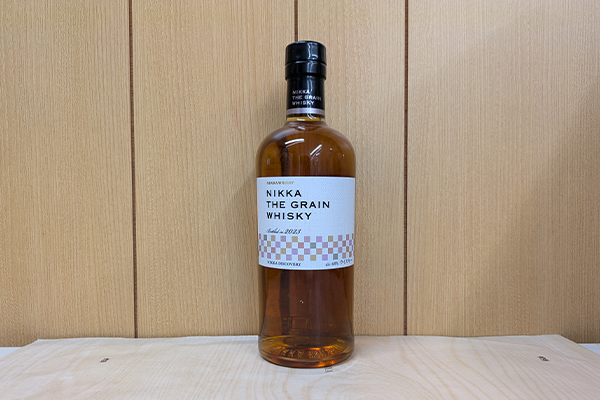 NIKKA
THE GRAIN
WHISKY
NIKKA
THE GRAIN
WHISKY
Bottled in 2023
NIKKA DISCOVERY